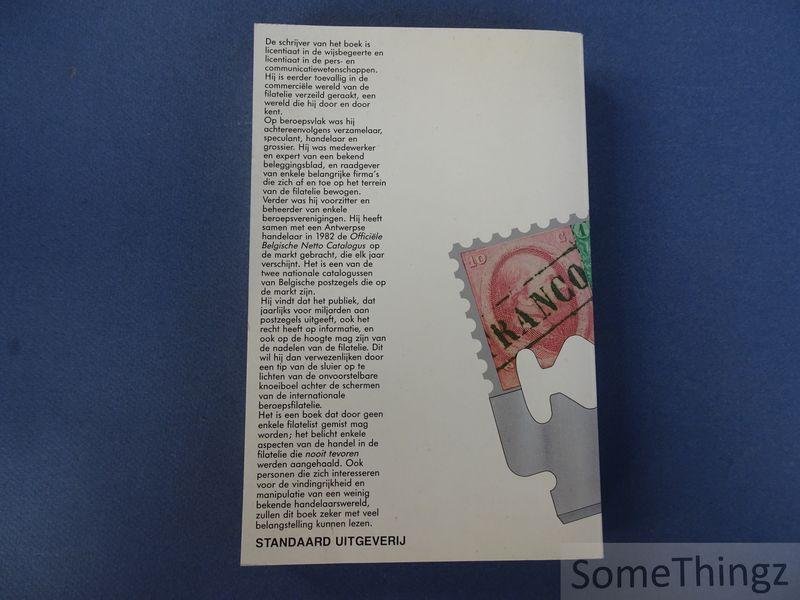 De schrijver van het boek is
licentiaat in de wijsbegeerte en
licentiaat in de pers- en
communicatiewetenschappen.
Hij is eerder toevallig in de
commerciële wereld van de
filatelie verzeild geraakt, een
wereld die hij door en door
kent.
Op beroepsvlak was hij
achtereenvolgens verzamelaar,
speculant, handelaar en
grossier. Hij was medewerker
en expert van een bekend
beleggingsblad, en raadgever
van enkele belangrijke firma's
die zich af en toe op het terrein
van de filatelie bewogen.
Verder was hij voorzitter en
beheerder van enkele
beroepsverenigingen. Hij heeft
samen met een Antwerpse
handelaar in 1982 de Officiële
Belgische Netto Catalogus op
de markt gebracht, die elk jaar
verschijnt. Het is een van de
twee nationale catalogussen
van Belgische postzegels die op
de markt zijn.
Hij vindt dat het publiek, dat
jaarlijks voor miljarden aan
postzegels uitgeeft, ook het
recht heeft op informatie, en
ook op de hoogte mag zijn van
de nadelen van de filatelie. Dit
wil hij dan verwezenlijken door
een tip van de sluier op te
lichten van de onvoorstelbare
knoeiboel achter de schermen
van de internationale
beroepsfilatelie.
Het is een boek dat door geen
enkele filatelist gemist mag
worden; het belicht enkele
aspecten van de handel in de
filatelie die nooit tevoren
werden aangehaald. Ook
personen die zich interesseren
voor de vindingrijkheid en
manipulatie van een weinig
bekende handelaarswereld,
zullen dit boek zeker met veel
belangstelling kunnen lezen.
STANDAARD UITGEVERIJ
10
RANCO
SomeThingz